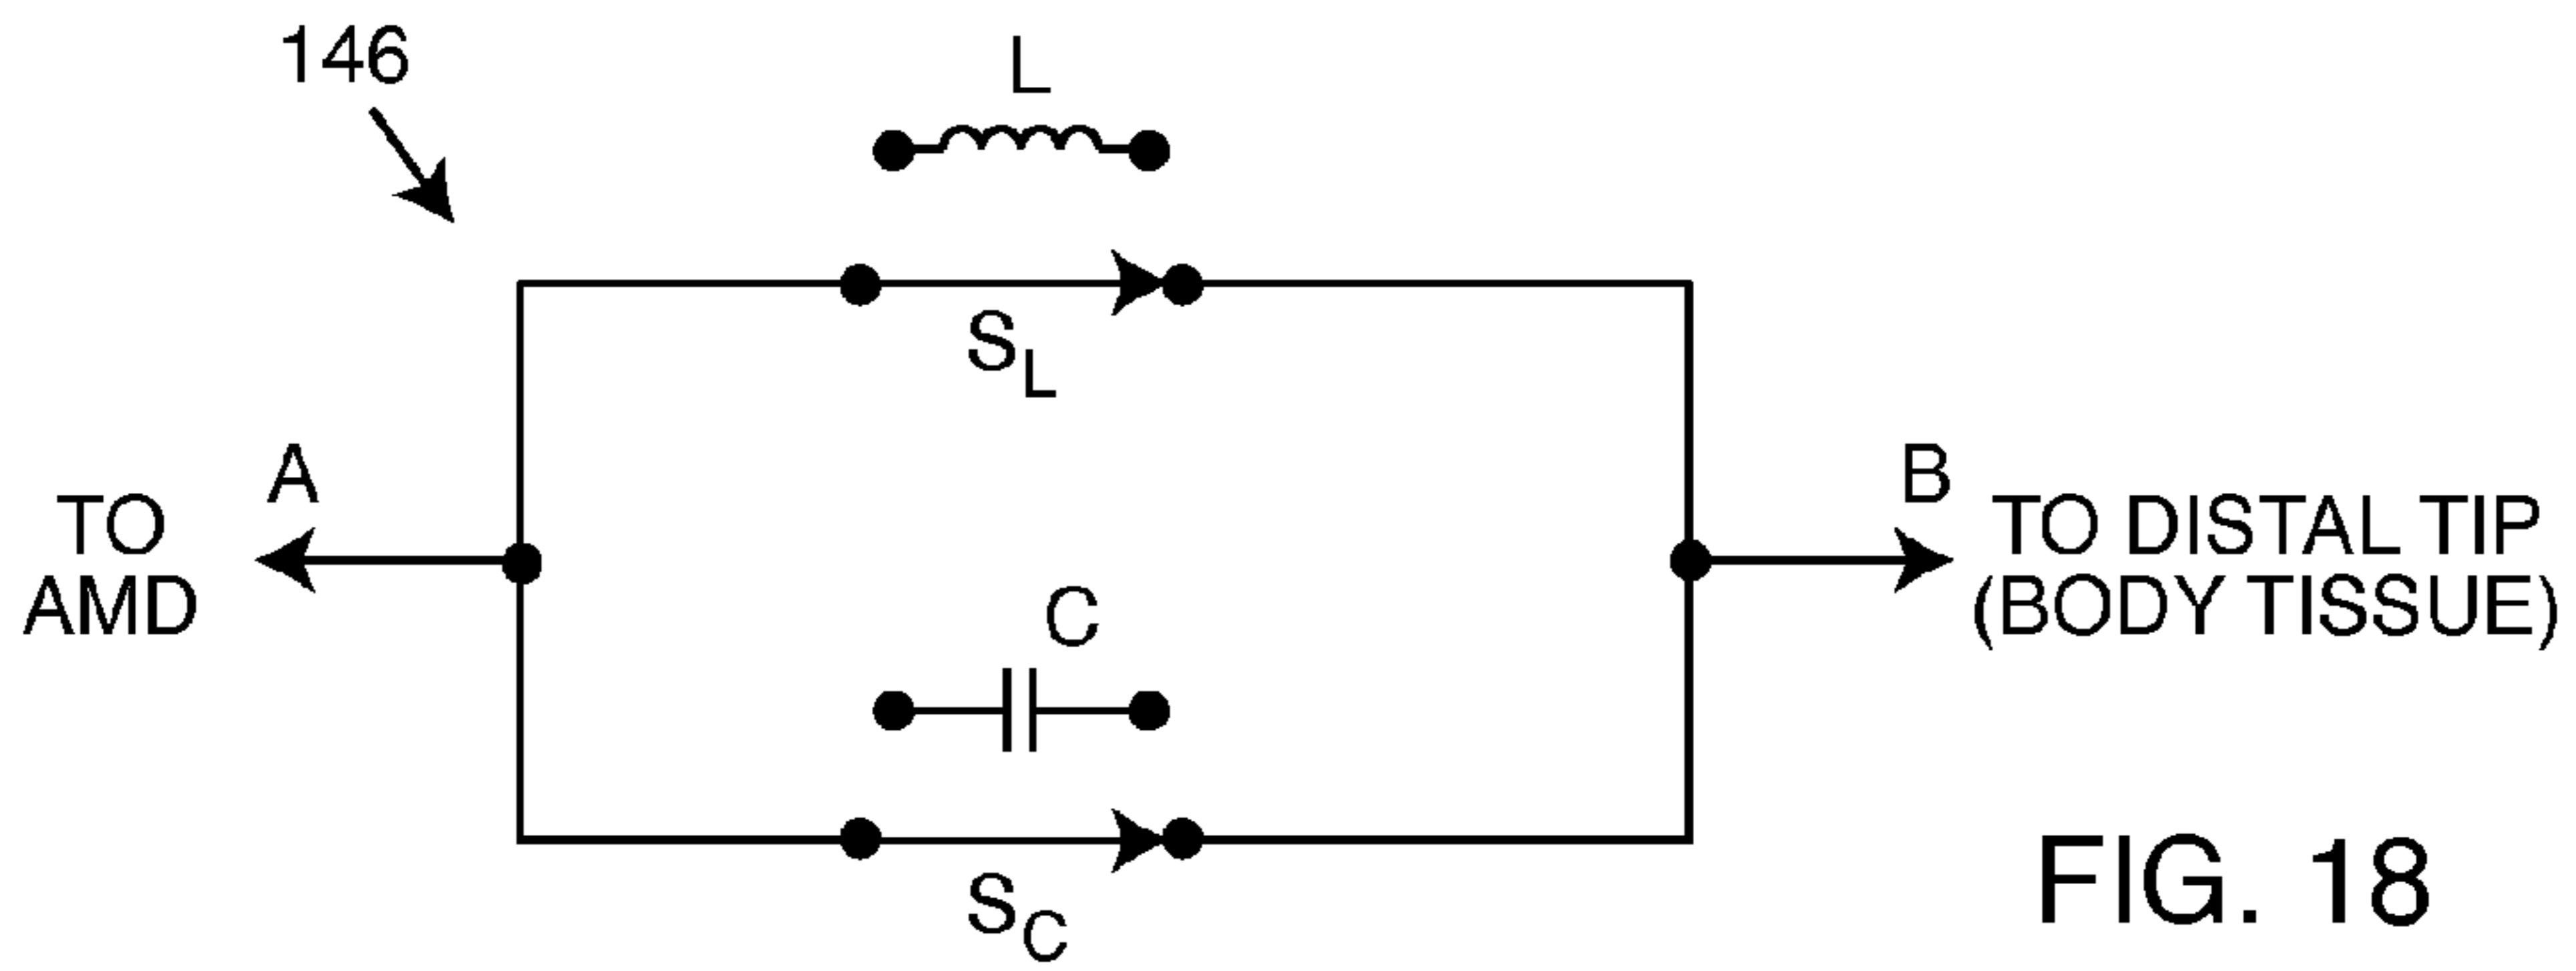 146
L
S_L
A
TO
AMD
B
TO DISTAL TIP
(BODY TISSUE)
C
S_C
FIG. 18